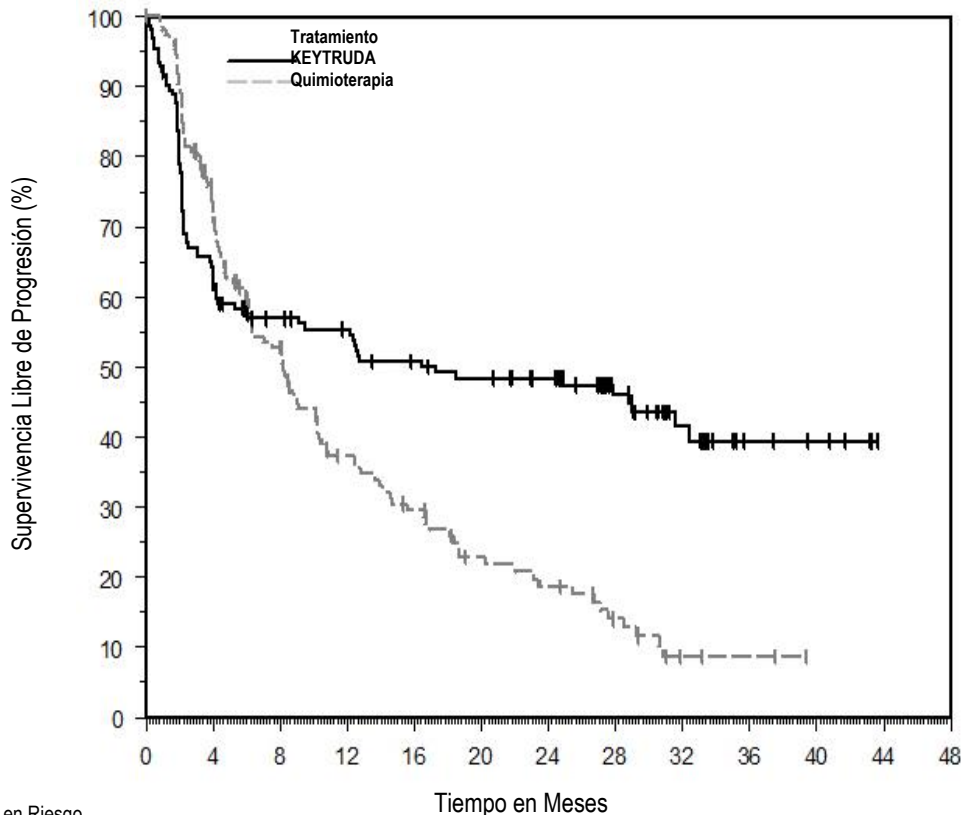 Tratamiento
KEYTRUDA
Quimioterapia
Supervivencia Libre de Progresión (%)
100
90
80
70
60
50
40
30
20
10
0
0 4 8 12 16 20 24 28 32 36 40 44 48
Tiempo en Meses
en Riesgo